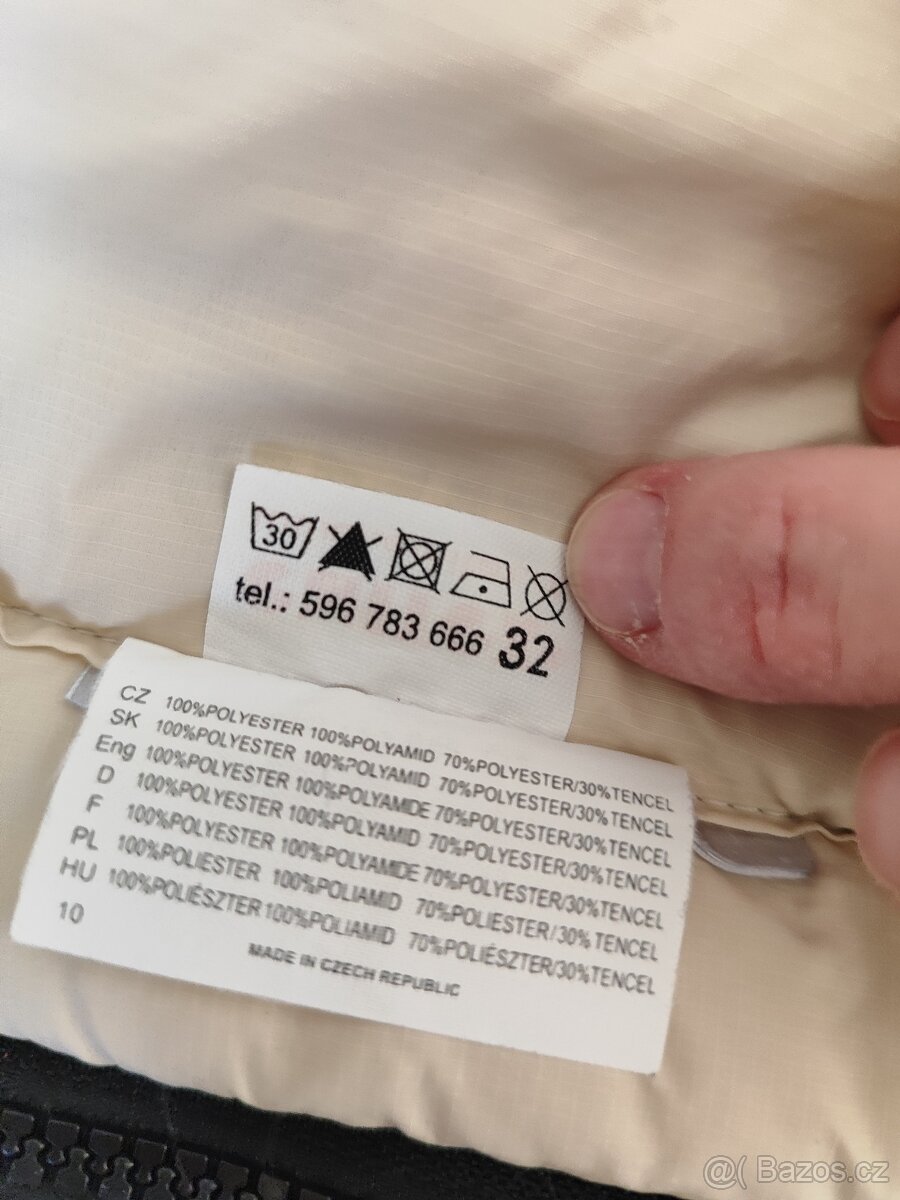 30
tel.: 596 783 666 32
CZ 100%POLYESTER 100%POLYAMID 70%POLYESTER/30%TENCEL
SK 100%POLYESTER 100%POLYAMID 70%POLYESTER/30%TENCEL
Eng 100%POLYESTER 100%POLYAMIDE 70%POLYESTER/30%TENCEL
D 100%POLYESTER 100%POLYAMID 70%POLYESTER/30%TENCEL
F 100%POLYESTER 100%POLYAMIDE 70%POLYESTER/30%TENCEL
PL 100%POLIESTER 100%POLIAMID 70%POLIESTER/30% TENCEL
HU 100%POLIÉSZTER 100%POLIAMID 70%POLIÉSZTER/30%TENCEL
10
MADE IN CZECH REPUBLIC
@( Bazos.cz